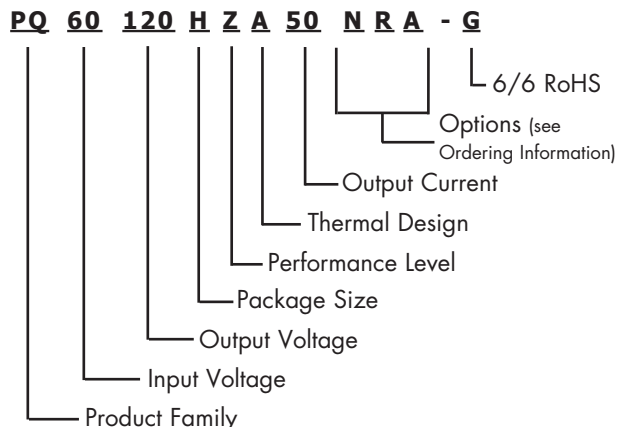 PQ 60 120 H Z A 50 N R A - G
6/6 RoHS
Options (see
Ordering Information)
Output Current
Thermal Design
Performance Level
Package Size
Output Voltage
Input Voltage
Product Family